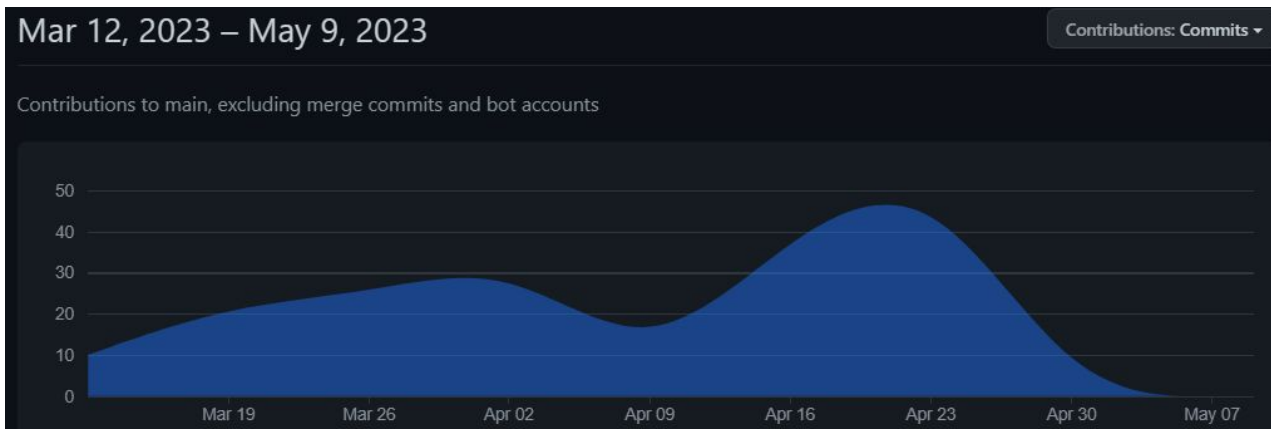 Mar 12, 2023 – May 9, 2023
Contributions: Commits
Contributions to main, excluding merge commits and bot accounts
50
40
30
20
10
0
Mar 19 Mar 26 Apr 02 Apr 09 Apr 16 Apr 23 Apr 30 May 07